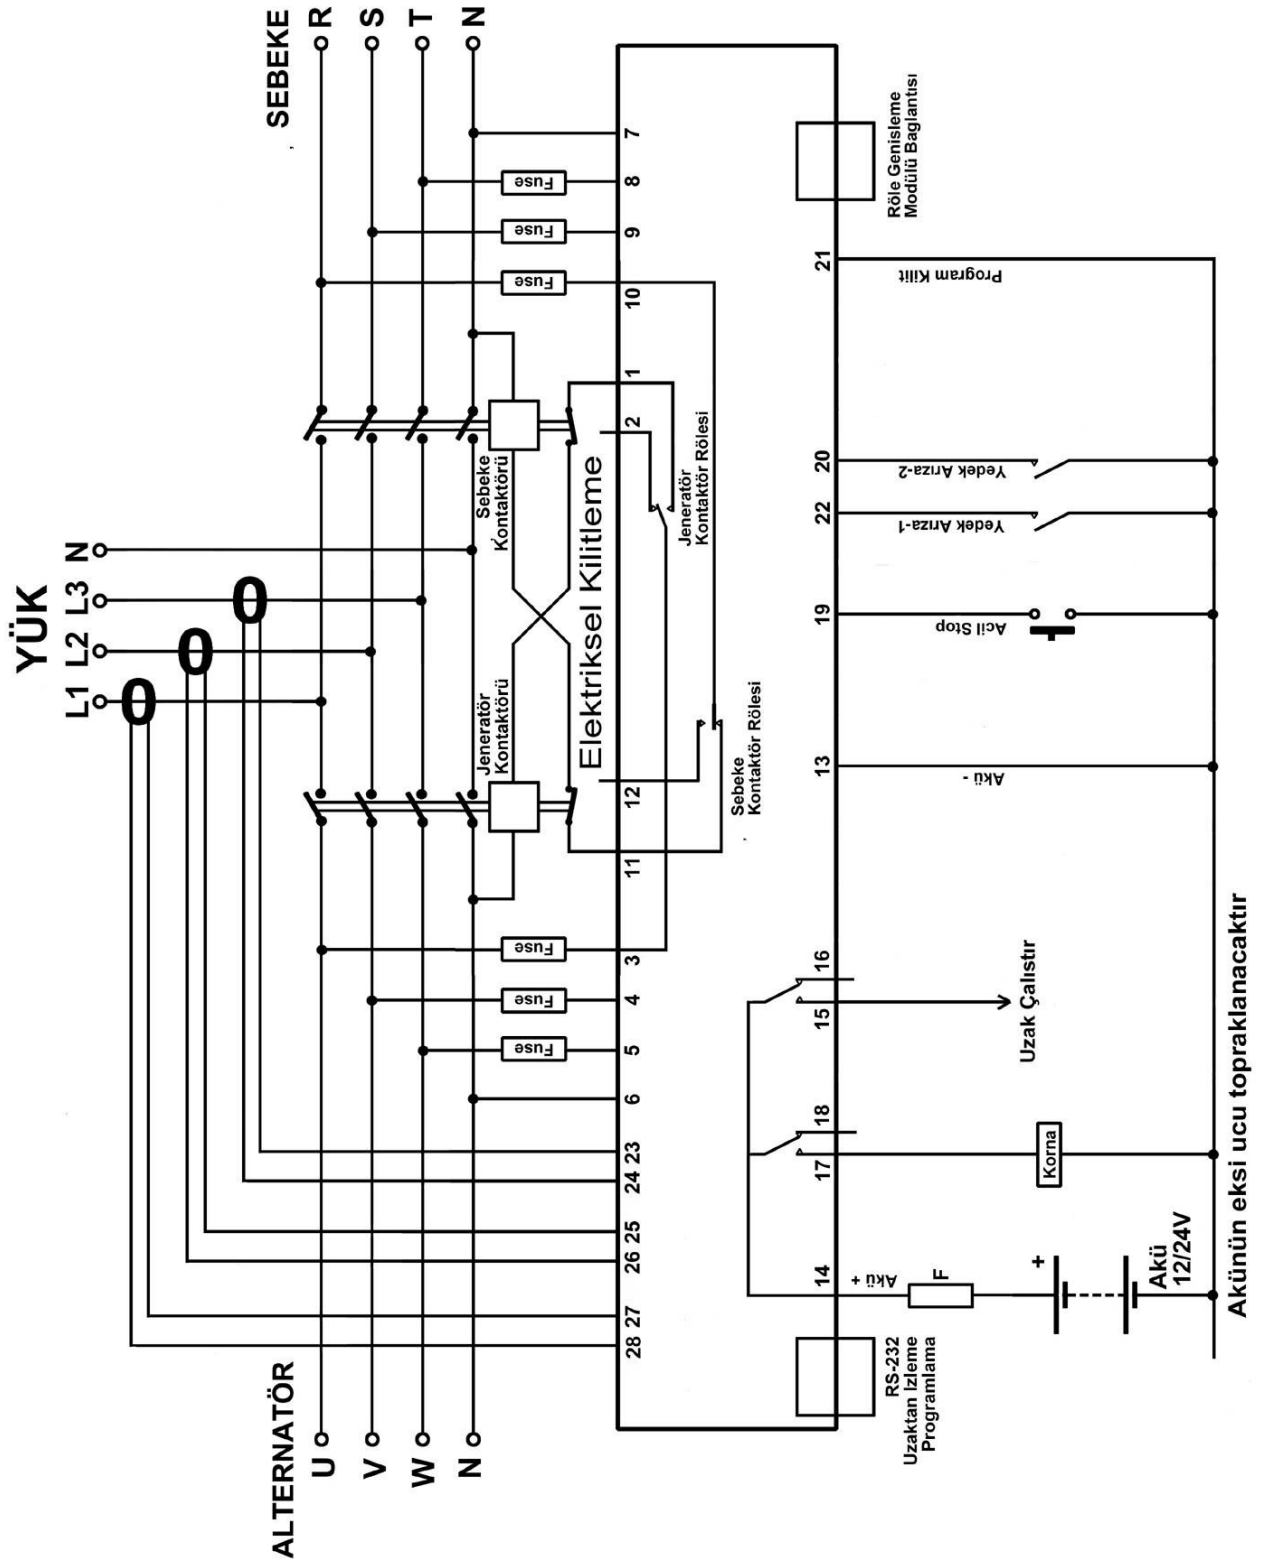 SEBEKE
R
S
T
N
YÜK
L1
L2
L3
N
ALTERNATÖR
U
V
W
N
Sebeke
Kontaktörü
Jeneratör
Kontaktörü
Elektriksel Kilitleme
Fuse
Fuse
Fuse
Fuse
Fuse
Fuse
28
27
26
25
24
23
6
5
4
3
11
12
2
1
10
9
8
7
Jeneratör
Kontaktör Rölesi
Sebeke
Kontaktör Rölesi
14
17
18
15
16
13
19
22
20
21
RS-232
Uzaktan Izleme
Programlama
Akü +
F
+
Akü
12/24V
Korna
Uzak Çalıstır
Akü -
Acil Stop
Yedek Arıza-1
Yedek Arıza-2
Program Kilit
Röle Genisleme
Modülü Baglantısı
Akünün eksi ucu topraklanacaktır